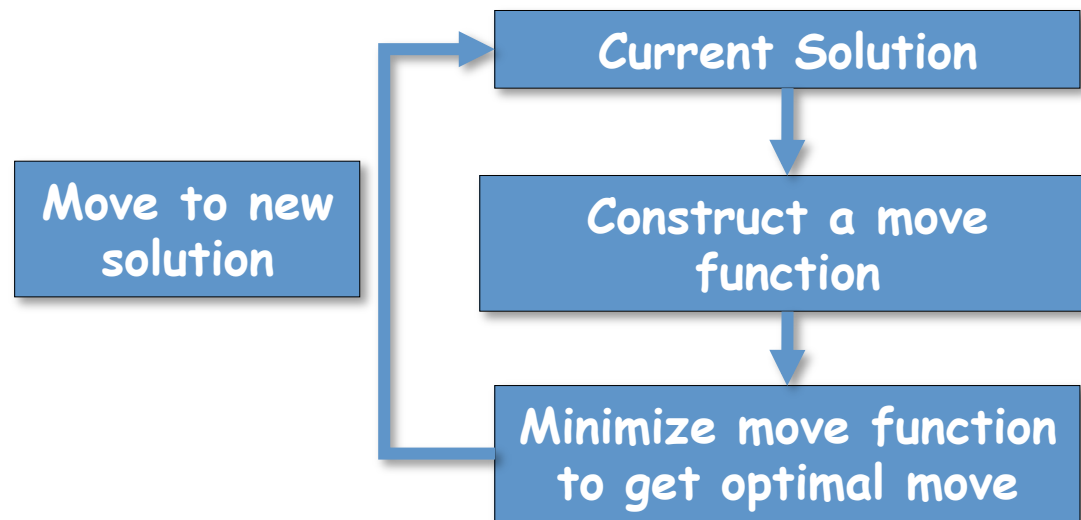 Current Solution
Construct a move
function
Minimize move function
to get optimal move
Move to new
solution